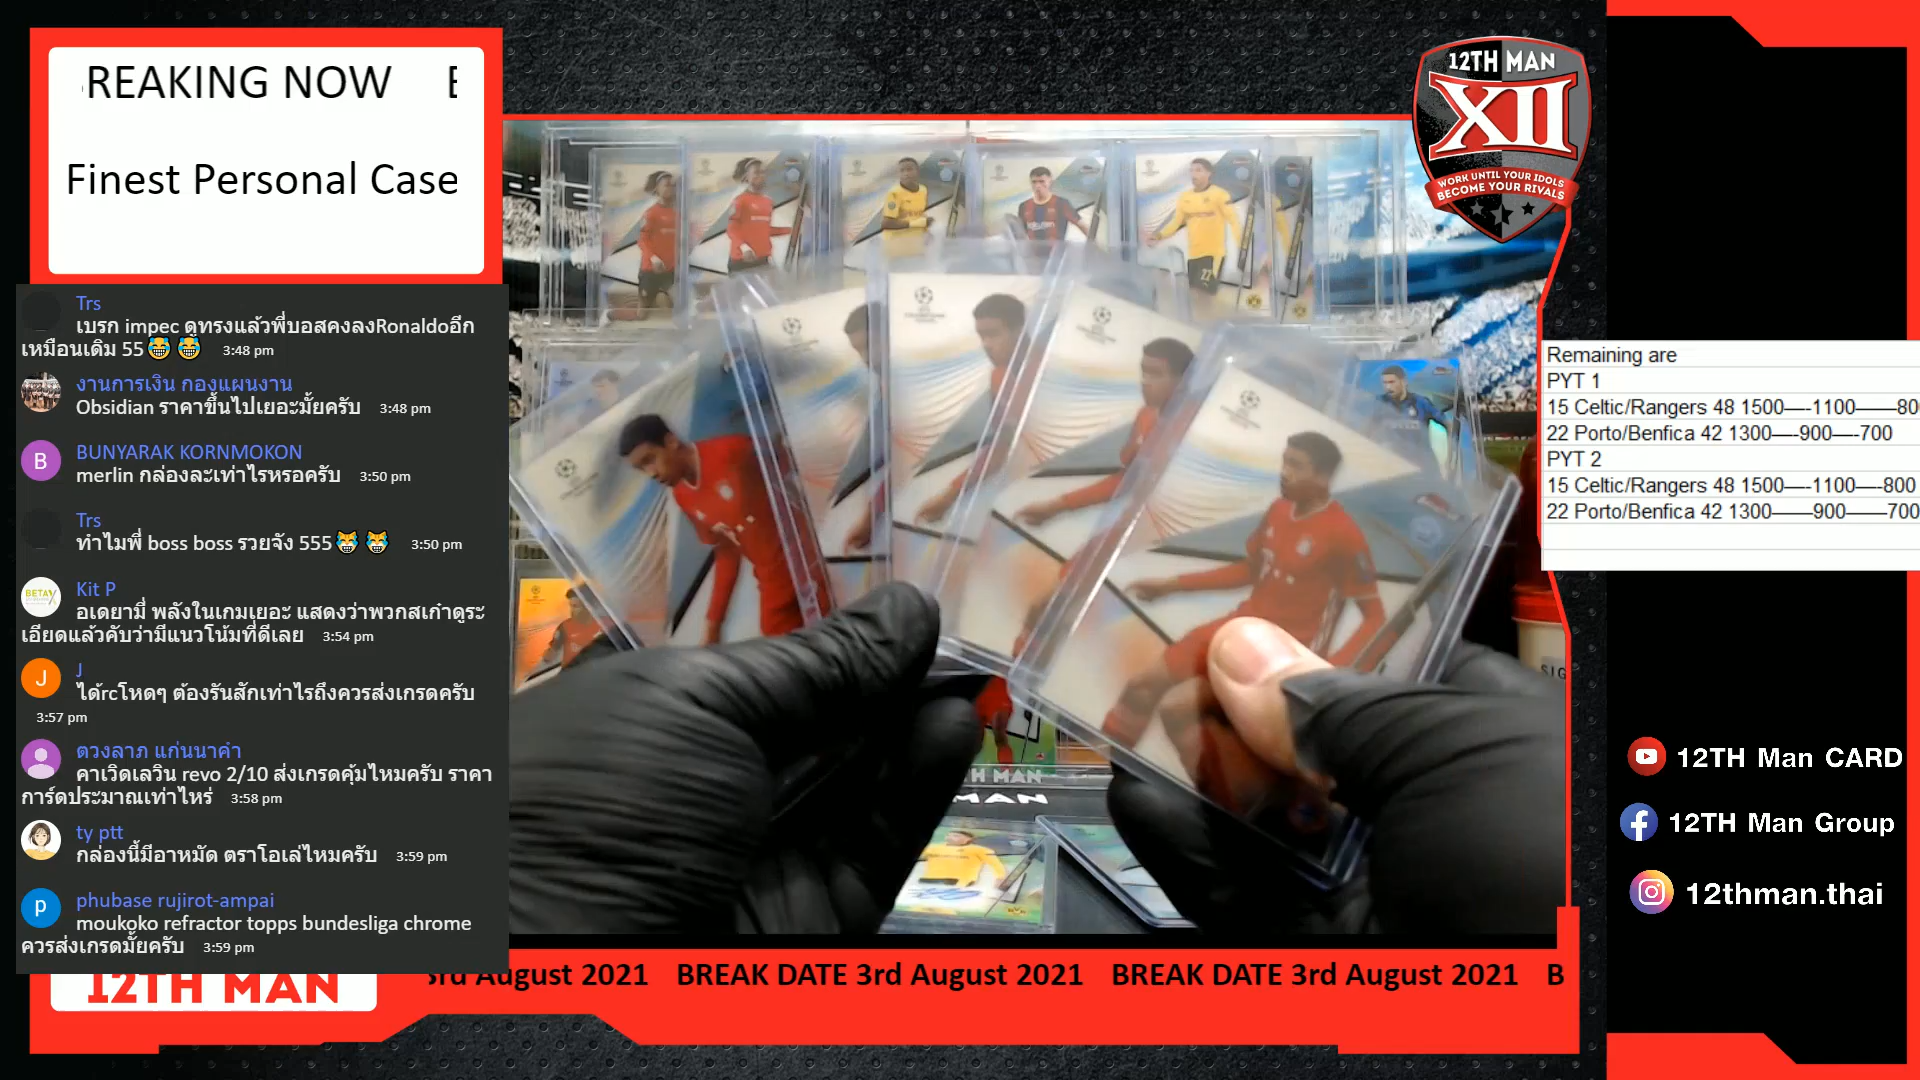 REAKING NOW
Finest Personal Case
Trs
เบรก impec ดูทรงแล้วพี่บอสคงลงRonaldoอีก
เหมือนเดิม 55😹 😹 3:48 pm
งานการเงิน กองแผนงาน
Obsidian ราคาขึ้นไปเยอะมั้ยครับ 3:48 pm
B
BUNYARAK KORNMOKON
merlin กล่องละเท่าไรหรอครับ 3:50 pm
Trs
ทำไมพี่ boss boss รวยจัง 555😹 😹 3:50 pm
Kit P
อเดยามี่ พลังในเกมเยอะ แสดงว่าพวกสเก๋าดูระ
เอียดแล้วคับว่ามีแนวโน้มที่ดีเลย 3:54 pm
J
J
ได้rcโหดๆ ต้องรันสักเท่าไรถึงควรส่งเกรดครับ
3:57 pm
ตวงลาภ แก่นนาคำ
คาเวิดเลวิน revo 2/10 ส่งเกรดคุ้มไหมครับ ราคา
การ์ดประมาณเท่าไหร่ 3:58 pm
ty ptt
กล่องนี้มีอาหมัด ตราโอเล่ไหมครับ 3:59 pm
p
phubase rujirot-ampai
moukoko refractor topps bundesliga chrome
ควรส่งเกรดมั้ยครับ 3:59 pm
12TH MAN
3rd August 2021 BREAK DATE 3rd August 2021 BREAK DATE 3rd August 2021 B
12TH MAN
XII
WORK UNTIL YOUR IDOLS
BECOME YOUR RIVALS
Remaining are
PYT 1
15 Celtic/Rangers 48 1500—-1100——80
22 Porto/Benfica 42 1300—-900—-700
PYT 2
15 Celtic/Rangers 48 1500—-1100—-800
22 Porto/Benfica 42 1300——900——700
12TH Man CARD
12TH Man Group
12thman.thai